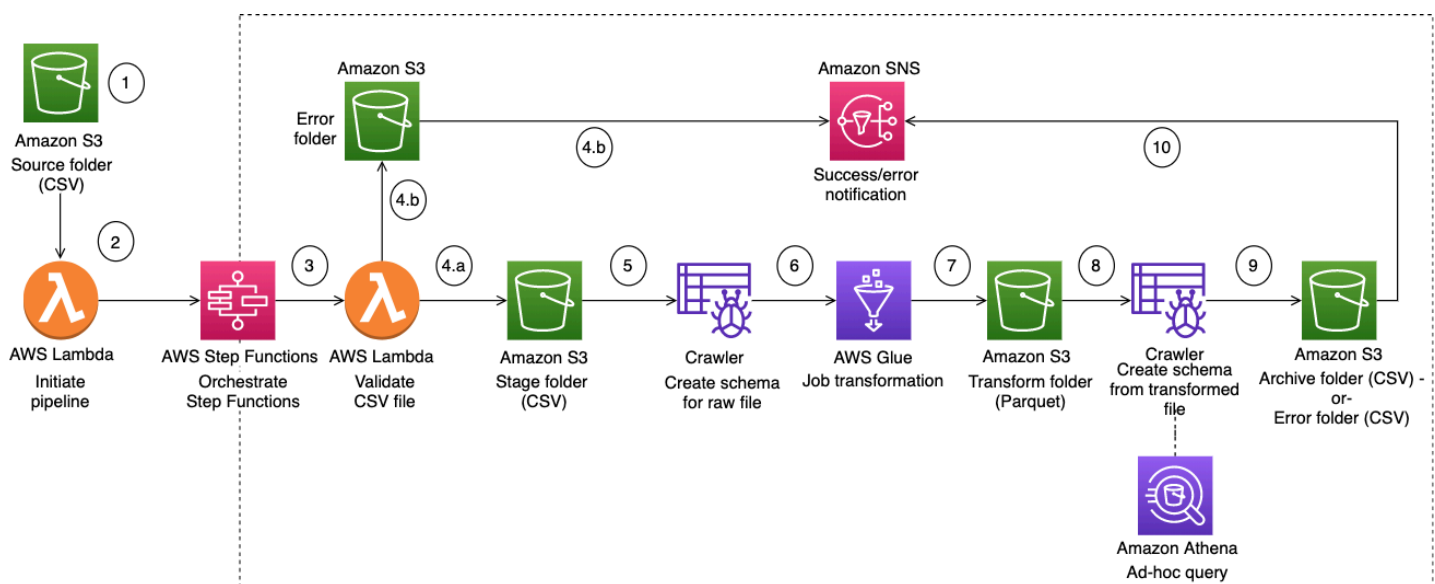 1
Amazon S3
Source folder
(CSV)
2
AWS Lambda
Initiate
pipeline
AWS Step Functions
Orchestrate
Step Functions
3
Amazon S3
Error
folder
4.b
4.b
Amazon SNS
Success/error
notification
10
AWS Lambda
Validate
CSV file
4.a
Amazon S3
Stage folder
(CSV)
5
Crawler
Create schema
for raw file
6
AWS Glue
Job transformation
7
Amazon S3
Transform folder
(Parquet)
8
Crawler
Create schema
from transformed
file
9
Amazon S3
Archive folder (CSV) -
or-
Error folder (CSV)
Amazon Athena
Ad-hoc query